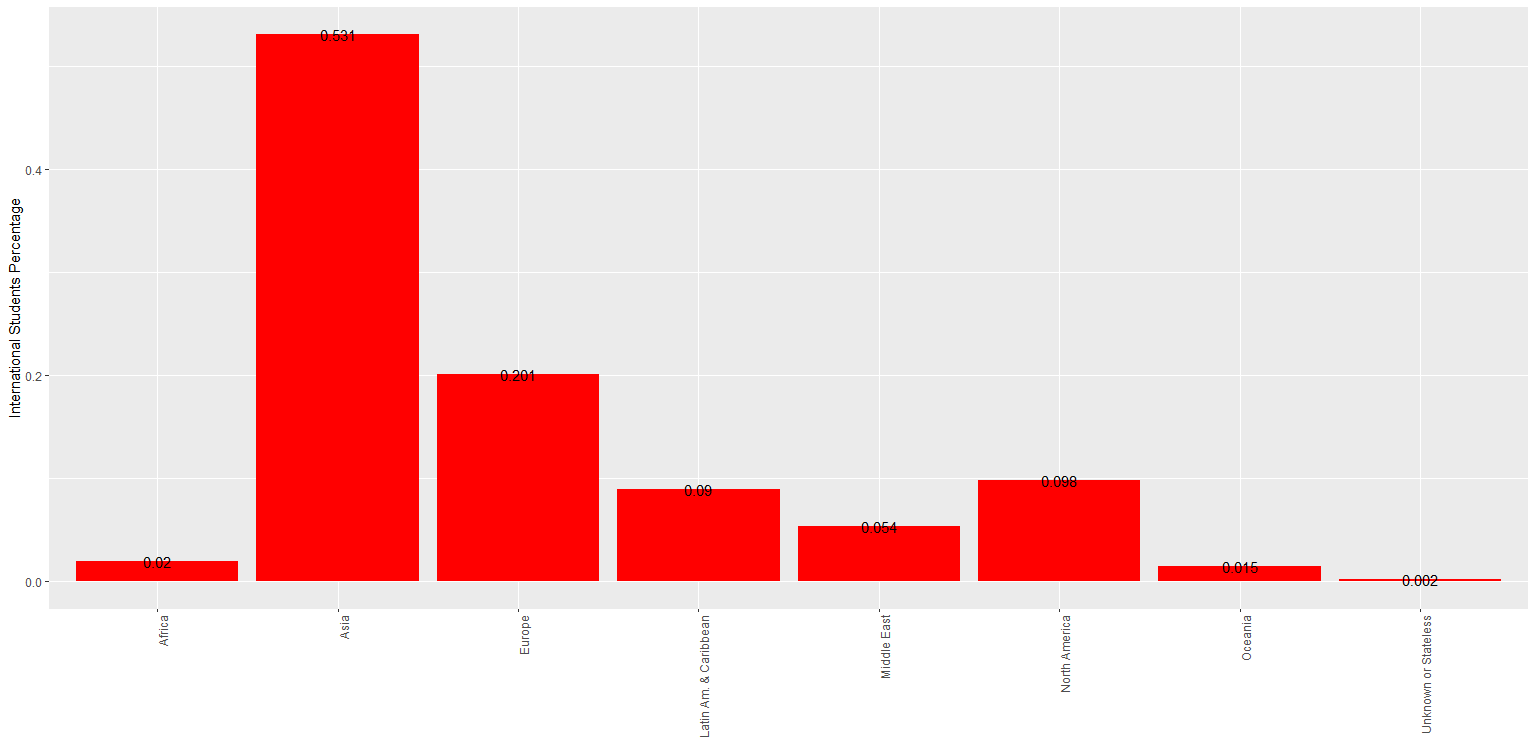 International Students Percentage
0.4
0.2
0.0
0.02
0.531
0.201
0.09
0.054
0.098
0.015
0.002
Africa
Asia
Europe
Latin Am. & Caribbean
Middle East
North America
Oceania
Unknown or Stateless